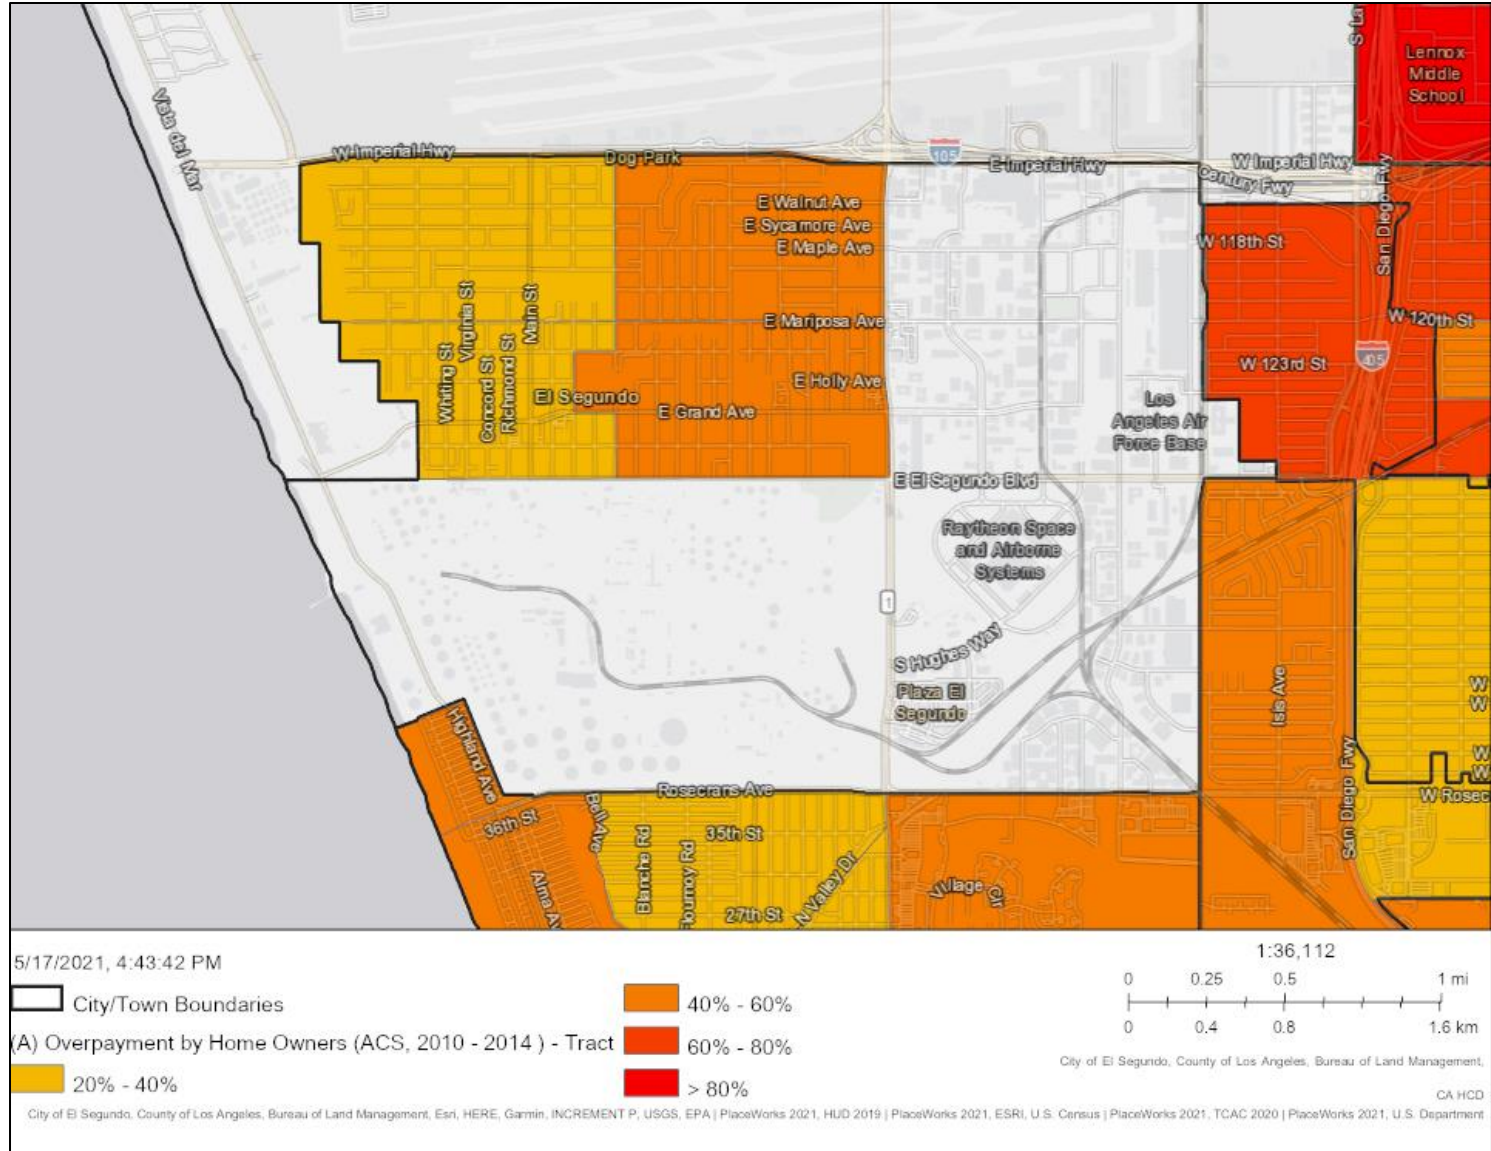 S La
Lennox
Middle
School
Vista del Mar
W Imperial Hwy
Dog Park
105
E Imperial Hwy
W Imperial Hwy
Century Fwy
San Diego Fwy
E Walnut Ave
E Sycamore Ave
E Maple Ave
W 118th St
Virginia St
Main St
E Mariposa Ave
W 120th St
Whiting St
Concord St
Richmond St
W 123rd St
405
E Holly Ave
El Segundo
E Grand Ave
Los
Angeles Air
Force Base
E El Segundo Blvd
Raytheon Space
and Airborne
Systems
1
S Hughes Way
Plaza El
Segundo
Isis Ave
W
W
W
W
Highland Ave
San Diego Fwy
Rosecrans Ave
W Rosec
36th St
Bell Ave
Blanche Rd
Flournoy Rd
35th St
N Valley Dr
Alma Av
27th St
Village Cir
5/17/2021, 4:43:42 PM
City/Town Boundaries
(A) Overpayment by Home Owners (ACS, 2010 - 2014 ) - Tract
20% - 40%
40% - 60%
60% - 80%
> 80%
1:36,112
0 0.25 0.5 1 mi
0 0.4 0.8 1.6 km
City of El Segundo, County of Los Angeles, Bureau of Land Management,
CA HCD
City of El Segundo, County of Los Angeles, Bureau of Land Management, Esri, HERE, Garmin, INCREMENT P, USGS, EPA | PlaceWorks 2021, HUD 2019 | PlaceWorks 2021, ESRI, U.S. Census | PlaceWorks 2021, TCAC 2020 | PlaceWorks 2021, U.S. Department